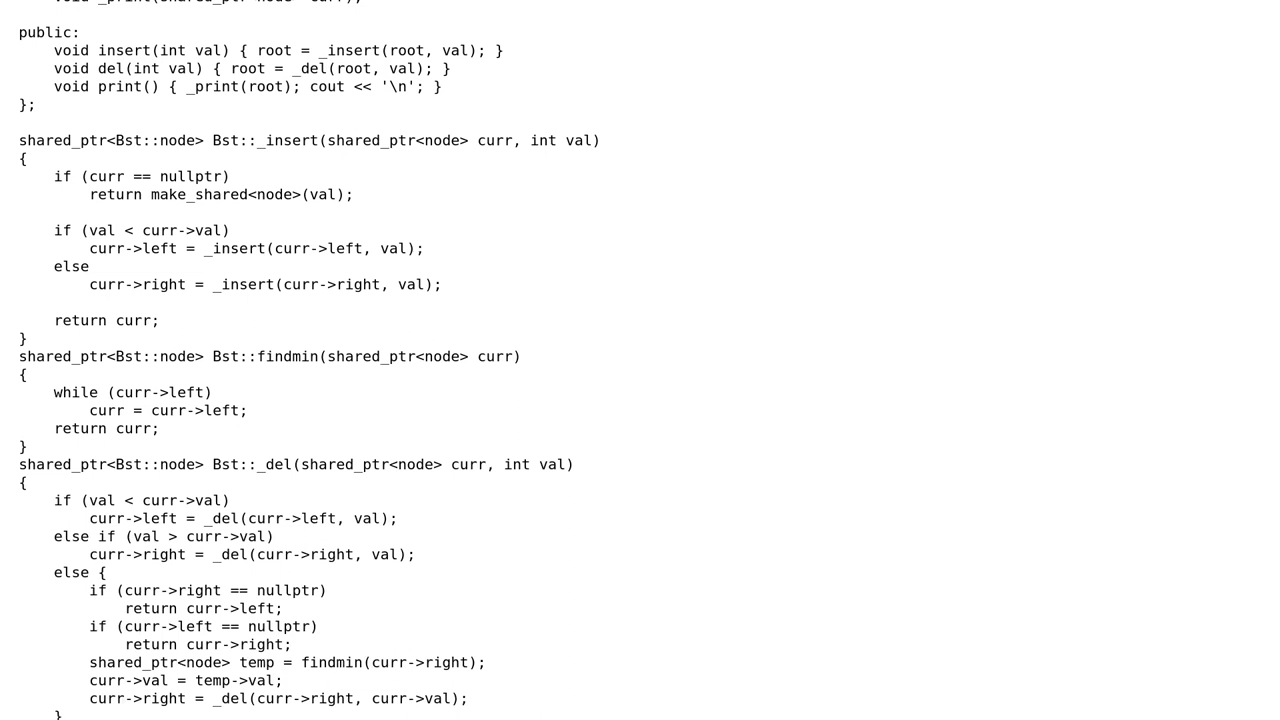 void _print(shared_ptr<node> curr);

public:
    void insert(int val) { root = _insert(root, val); }
    void del(int val) { root = _del(root, val); }
    void print() { _print(root); cout << '\n'; }
};

shared_ptr<Bst::node> Bst::_insert(shared_ptr<node> curr, int val)
{
    if (curr == nullptr)
        return make_shared<node>(val);

    if (val < curr->val)
        curr->left = _insert(curr->left, val);
    else
        curr->right = _insert(curr->right, val);

    return curr;
}
shared_ptr<Bst::node> Bst::findmin(shared_ptr<node> curr)
{
    while (curr->left)
        curr = curr->left;
    return curr;
}
shared_ptr<Bst::node> Bst::_del(shared_ptr<node> curr, int val)
{
    if (val < curr->val)
        curr->left = _del(curr->left, val);
    else if (val > curr->val)
        curr->right = _del(curr->right, val);
    else {
        if (curr->right == nullptr)
            return curr->left;
        if (curr->left == nullptr)
            return curr->right;
        shared_ptr<node> temp = findmin(curr->right);
        curr->val = temp->val;
        curr->right = _del(curr->right, curr->val);
    }